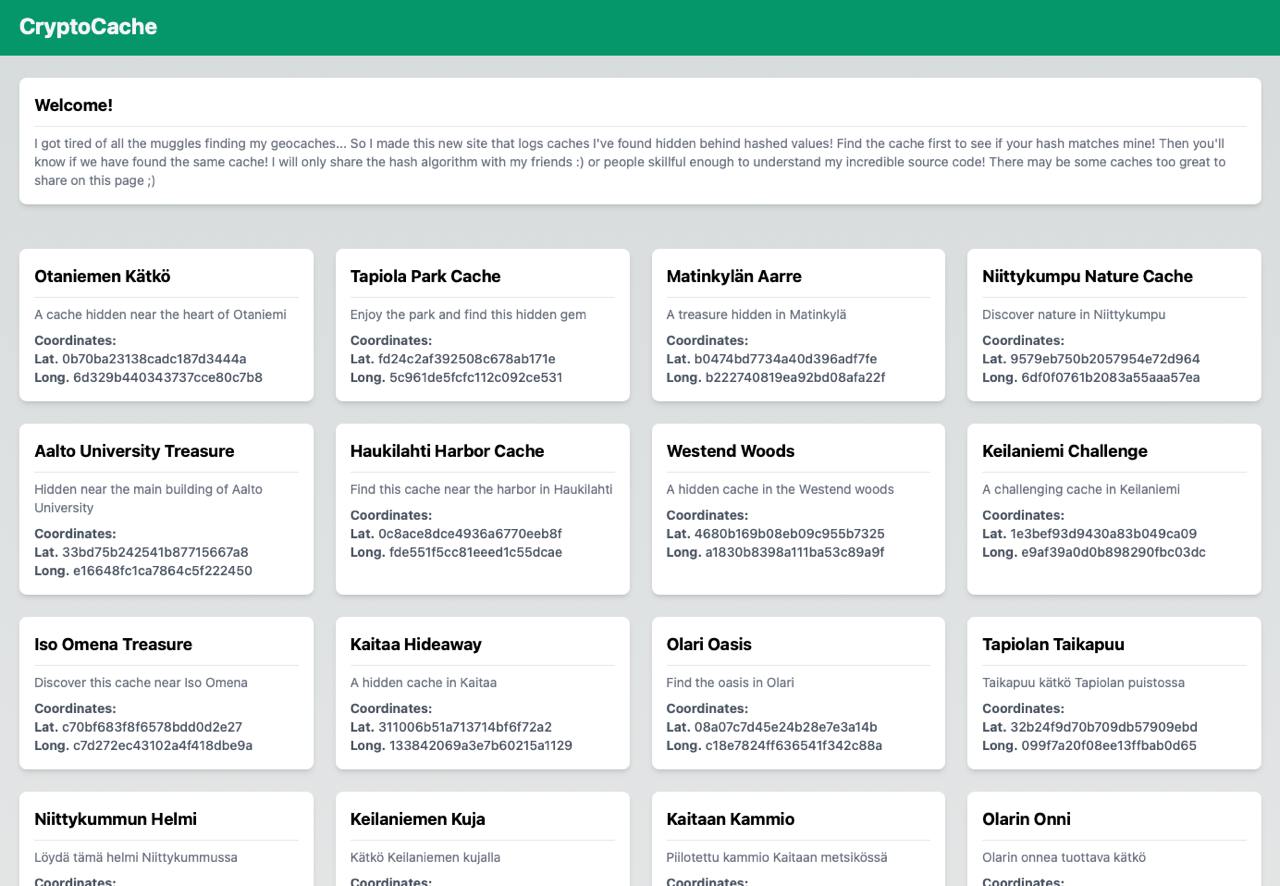 CryptoCache
Welcome!
I got tired of all the muggles finding my geocaches... So I made this new site that logs caches I've found hidden behind hashed values! Find the cache first to see if your hash matches mine! Then you'll
know if we have found the same cache! I will only share the hash algorithm with my friends :) or people skillful enough to understand my incredible source code! There may be some caches too great to
share on this page ;)
Otaniemen Kätkö
A cache hidden near the heart of Otaniemi
Coordinates:
Lat. 0b70ba23138cadc187d3444a
Long. 6d329b440343737cce80c7b8
Tapiola Park Cache
Enjoy the park and find this hidden gem
Coordinates:
Lat. fd24c2af392508c678ab171e
Long. 5c961de5fcfc112c092ce531
Matinkylän Aarre
A treasure hidden in Matinkylä
Coordinates:
Lat. b0474bd7734a40d396adf7fe
Long. b222740819ea92bd08afa22f
Niittykumpu Nature Cache
Discover nature in Niittykumpu
Coordinates:
Lat. 9579eb750b2057954e72d964
Long. 6df0f0761b2083a55aaa57ea
Aalto University Treasure
Hidden near the main building of Aalto
University
Coordinates:
Lat. 33bd75b242541b87715667a8
Long. e16648fc1ca7864c5f222450
Haukilahti Harbor Cache
Find this cache near the harbor in Haukilahti
Coordinates:
Lat. 0c8ace8dce4936a6770eeb8f
Long. fde551f5cc81eeed1c55dcae
Westend Woods
A hidden cache in the Westend woods
Coordinates:
Lat. 4680b169b08eb09c955b7325
Long. a1830b8398a111ba53c89a9f
Keilaniemi Challenge
A challenging cache in Keilaniemi
Coordinates:
Lat. 1e3bef93d9430a83b049ca09
Long. e9af39a0d0b898290fbc03dc
Iso Omena Treasure
Discover this cache near Iso Omena
Coordinates:
Lat. c70bf683f8f6578bdd0d2e27
Long. c7d272ec43102a4f418dbe9a
Kaitaa Hideaway
A hidden cache in Kaitaa
Coordinates:
Lat. 311006b51a713714bf6f72a2
Long. 133842069a3e7b60215a1129
Olari Oasis
Find the oasis in Olari
Coordinates:
Lat. 08a07c7d45e24b28e7e3a14b
Long. c18e7824ff636541f342c88a
Tapiolan Taikapuu
Taikapuu kätkö Tapiolan puistossa
Coordinates:
Lat. 32b24f9d70b709db57909ebd
Long. 099f7a20f08ee13ffbab0d65
Niittykummun Helmi
Löydä tämä helmi Niittykummussa
Coordinates:
Keilaniemen Kuja
Kätkö Keilaniemen kujalla
Coordinates:
Kaitaan Kammio
Piilotettu kammio Kaitaan metsikössä
Coordinates:
Olarin Onni
Olarin onnea tuottava kätkö
Coordinates: